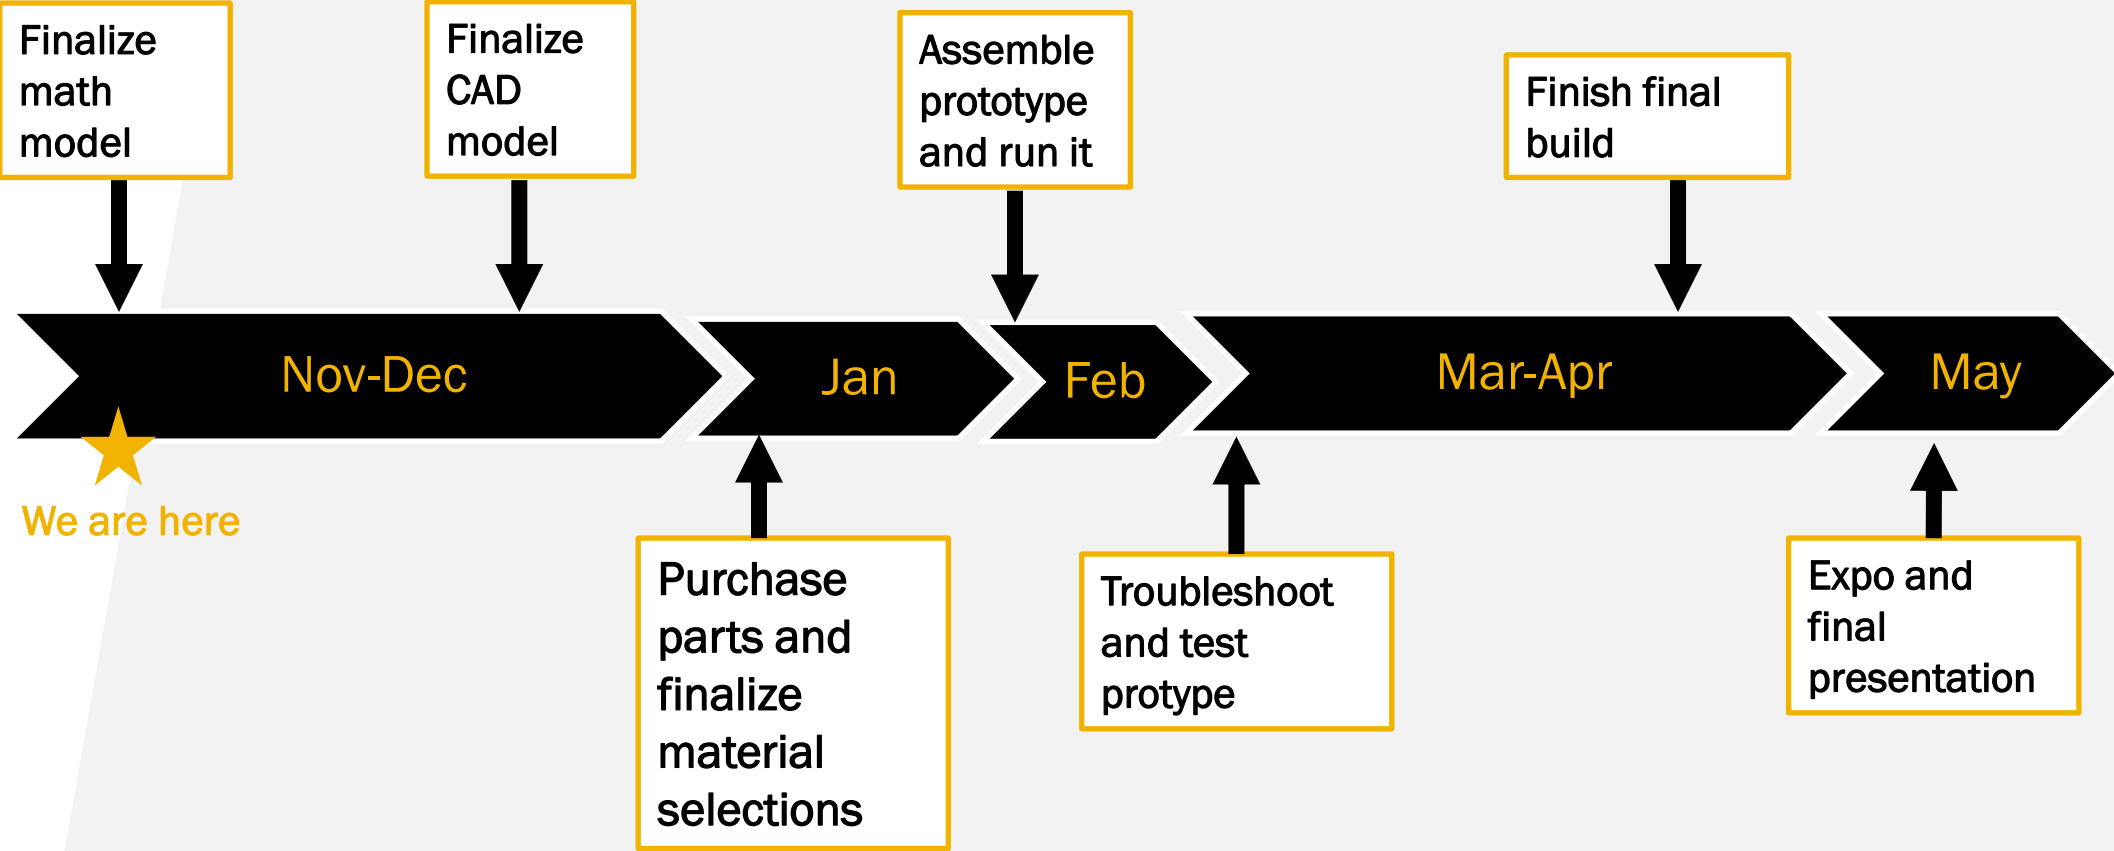 Finalize
math
model
Finalize
CAD
model
Assemble
prototype
and run it
Finish final
build
Nov-Dec
Jan
Feb
Mar-Apr
May
We are here
Purchase
parts and
finalize
material
selections
Troubleshoot
and test
protype
Expo and
final
presentation